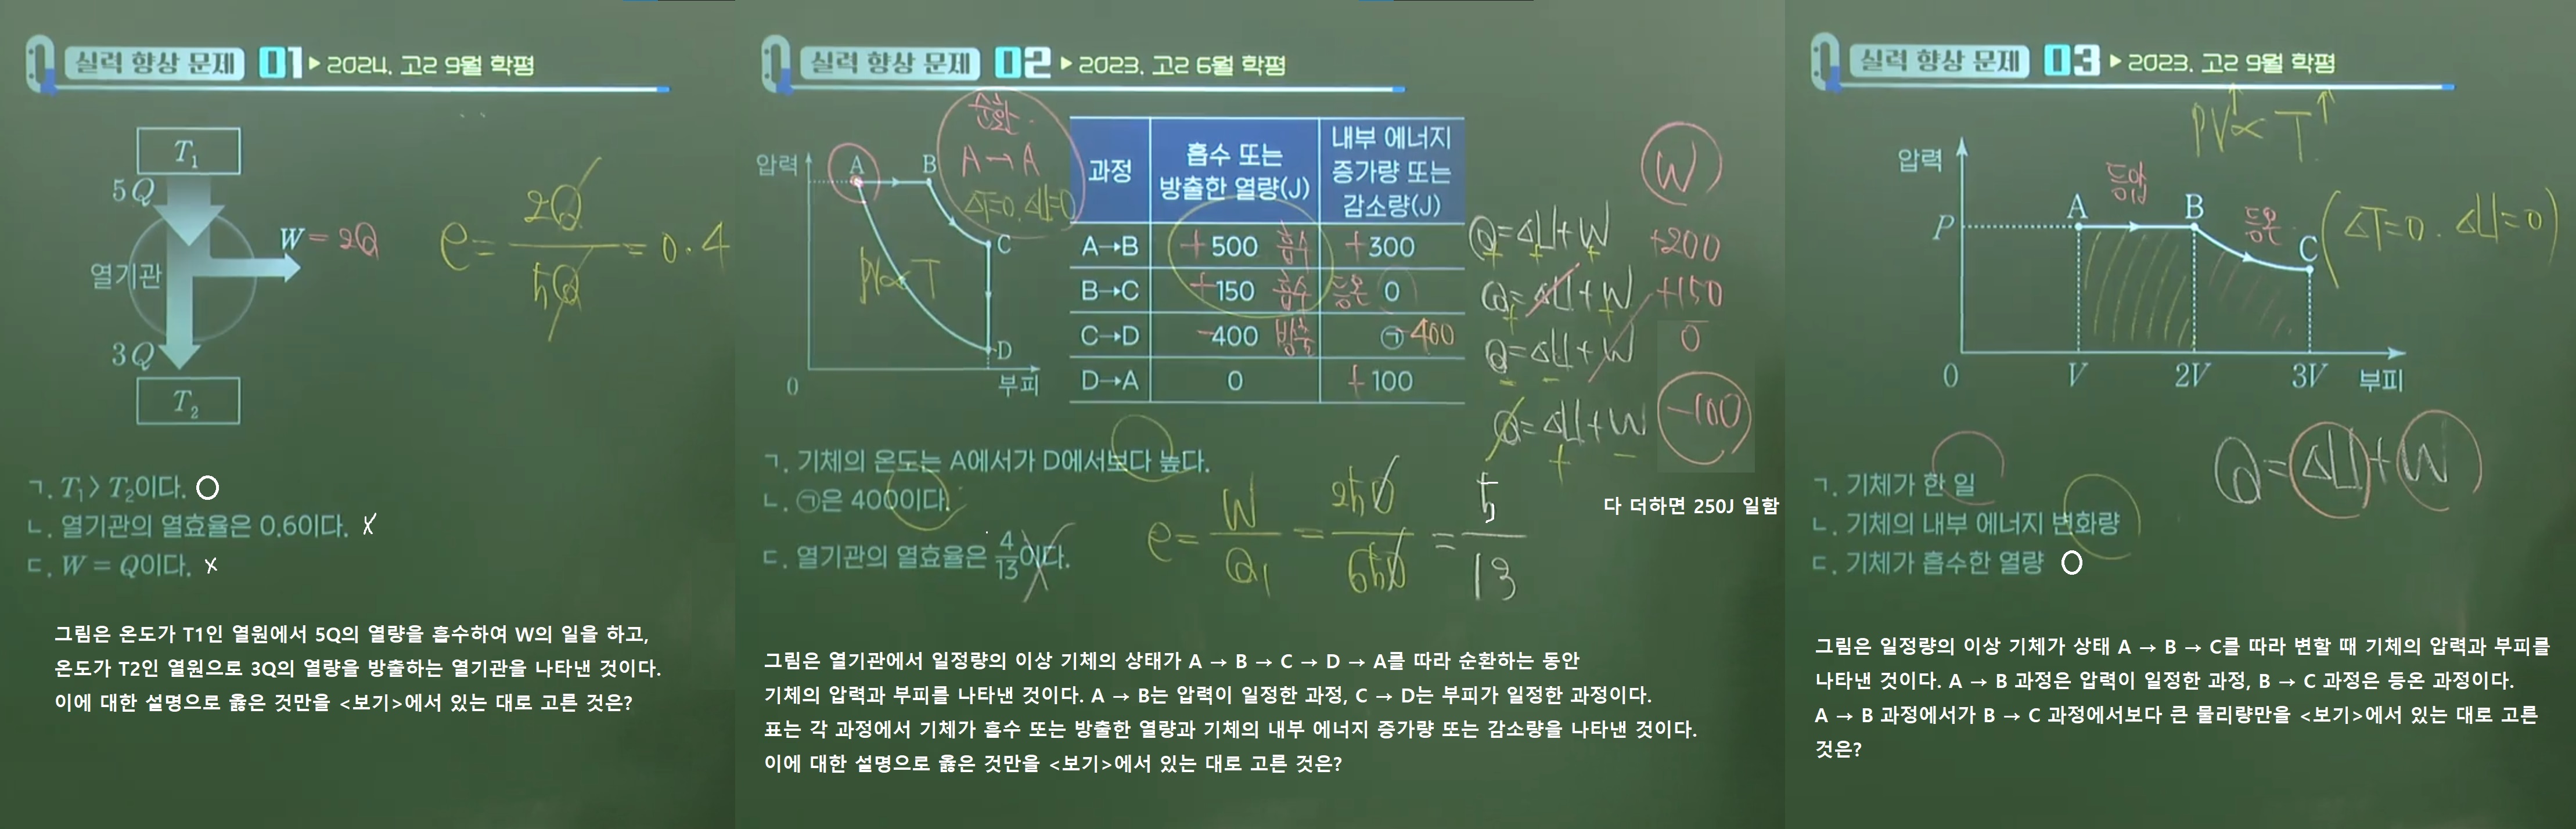 실력 향상 문제 01 ▶ 2024. 고2 9월 학평
T₁
5Q
W = 2Q
열기관
3Q
T₂
e = 2Q/5Q = 0.4
ㄱ. T₁ > T₂이다. O
ㄴ. 열기관의 열효율은 0.6이다. X
ㄷ. W = Q이다. X
그림은 온도가 T1인 열원에서 5Q의 열량을 흡수하여 W의 일을 하고,
온도가 T2인 열원으로 3Q의 열량을 방출하는 열기관을 나타낸 것이다.
이에 대한 설명으로 옳은 것만을 <보기>에서 있는 대로 고른 것은?
실력 향상 문제 02 ▶ 2023. 고2 6월 학평
압력
A
B
C
D
0
부피
순환
A→A
ΔT=0. ΔU=0
PV∝T
과정 흡수 또는 방출한 열량(J) 내부 에너지 증가량 또는 감소량(J)
W
A→B +500 흡수 +300 Q=ΔU+W +200
B→C +150 흡수 등온 0 Q=ΔU+W +150
C→D -400 방출 ㉠ -400 Q=ΔU+W 0
D→A 0 +100 Q=ΔU+W -100
ㄱ. 기체의 온도는 A에서가 D에서보다 높다.
ㄴ. ㉠은 400이다.
ㄷ. 열기관의 열효율은 4/13이다.
e = W/Q₁ = 250/650 = 5/13
다 더하면 250J 일함
그림은 열기관에서 일정량의 이상 기체의 상태가 A → B → C → D → A를 따라 순환하는 동안
기체의 압력과 부피를 나타낸 것이다. A → B는 압력이 일정한 과정, C → D는 부피가 일정한 과정이다.
표는 각 과정에서 기체가 흡수 또는 방출한 열량과 기체의 내부 에너지 증가량 또는 감소량을 나타낸 것이다.
이에 대한 설명으로 옳은 것만을 <보기>에서 있는 대로 고른 것은?
실력 향상 문제 03 ▶ 2023. 고2 9월 학평
PV↑∝T↑
압력
P
A
등압
B
등온
C
(ΔT=0. ΔU=0)
0
V
2V
3V
부피
Q=ΔU+W
ㄱ. 기체가 한 일
ㄴ. 기체의 내부 에너지 변화량
ㄷ. 기체가 흡수한 열량 O
그림은 일정량의 이상 기체가 상태 A → B → C를 따라 변할 때 기체의 압력과 부피를
나타낸 것이다. A → B 과정은 압력이 일정한 과정, B → C 과정은 등온 과정이다.
A → B 과정에서가 B → C 과정에서보다 큰 물리량만을 <보기>에서 있는 대로 고른
것은?